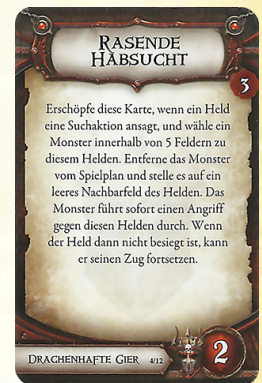 RASENDE
HABSUCHT
3
Erschöpfe diese Karte, wenn ein Held
eine Suchaktion ansagt, und wähle ein
Monster innerhalb von 5 Feldern zu
diesem Helden. Entferne das Monster
vom Spielplan und stelle es auf ein
leeres Nachbarfeld des Helden. Das
Monster führt sofort einen Angriff
gegen diesen Helden durch. Wenn
der Held dann nicht besiegt ist, kann
er seinen Zug fortsetzen.
DRACHENHAFTE GIER 4/12
2